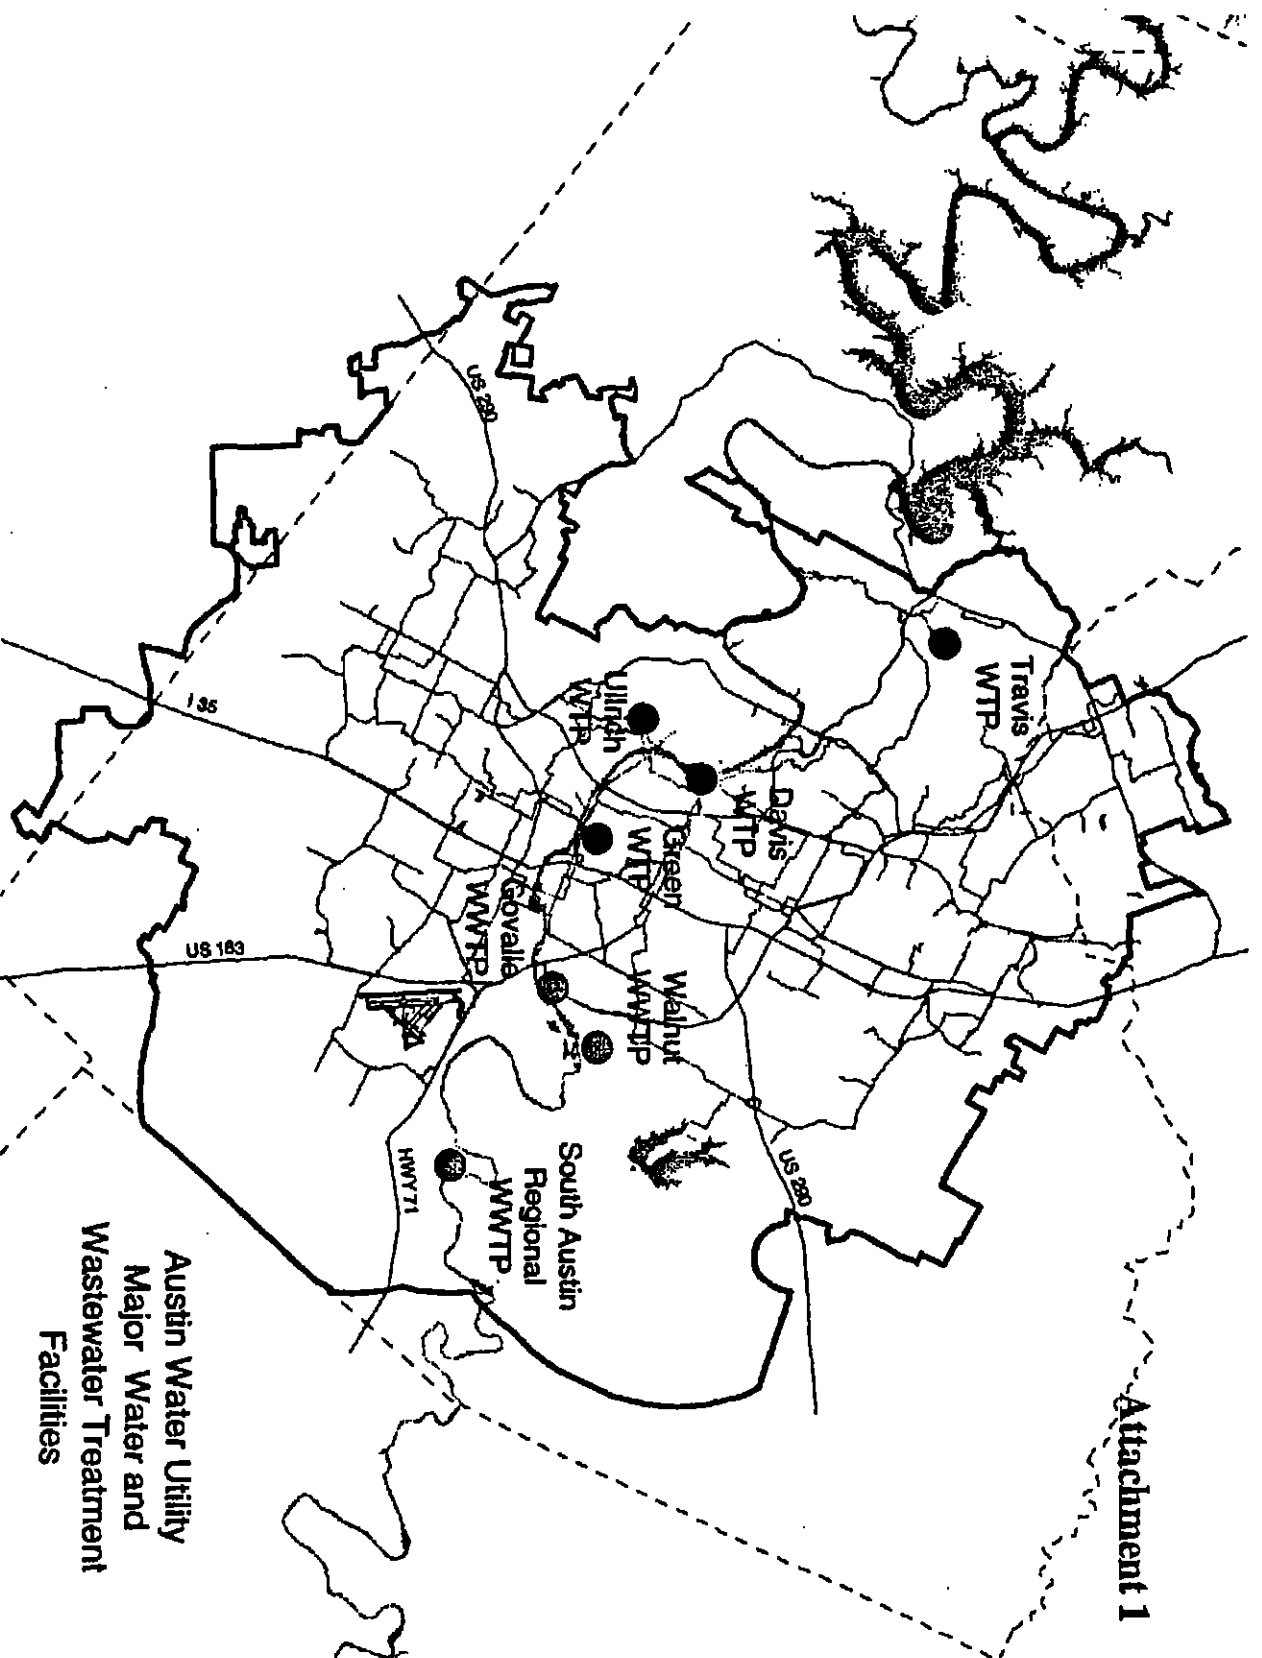 Attachment 1
Travis
WTP
Davis
WTP
Ullrich
WTP
Green
WTP
Walnut
WWTP
Govalle
WWTP
South Austin
Regional
WWTP
US 290
US 290
I 35
US 183
HWY71
Austin Water Utility
Major Water and
Wastewater Treatment
Facilities